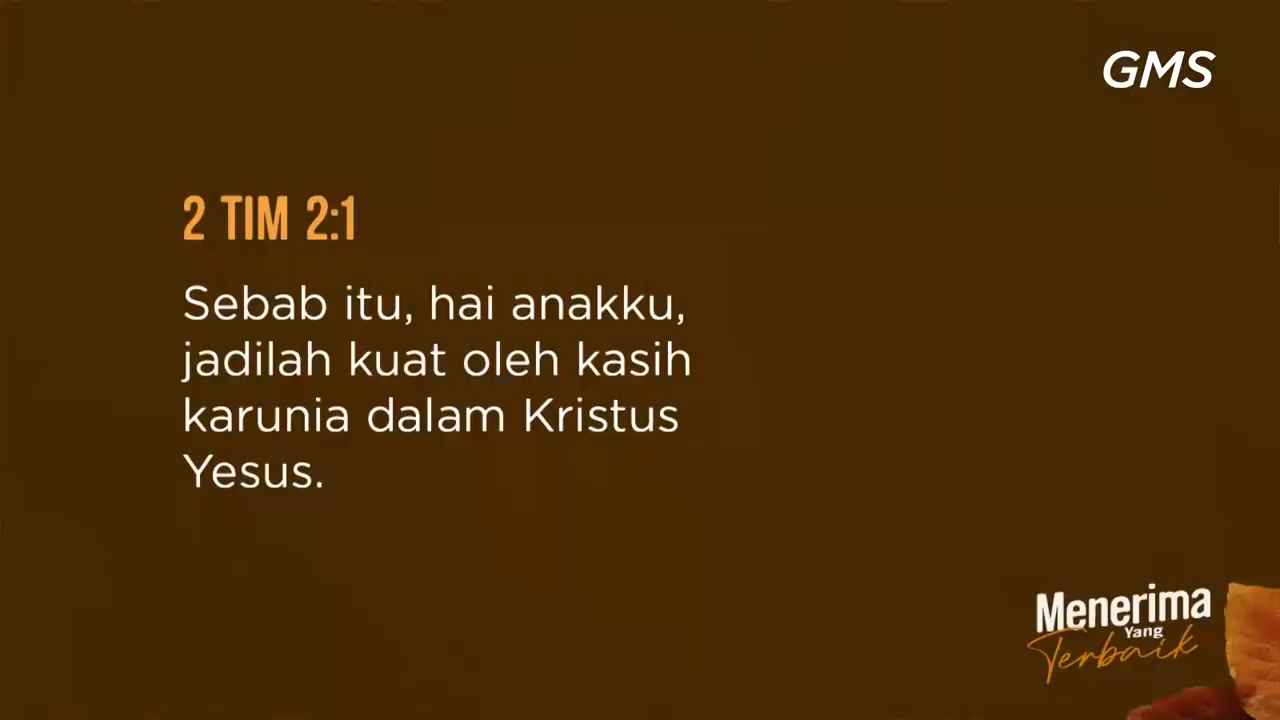 GMS
2 TIM 2:1
Sebab itu, hai anakku,
jadilah kuat oleh kasih
karunia dalam Kristus
Yesus.
Menerima
Yang
Terbaik